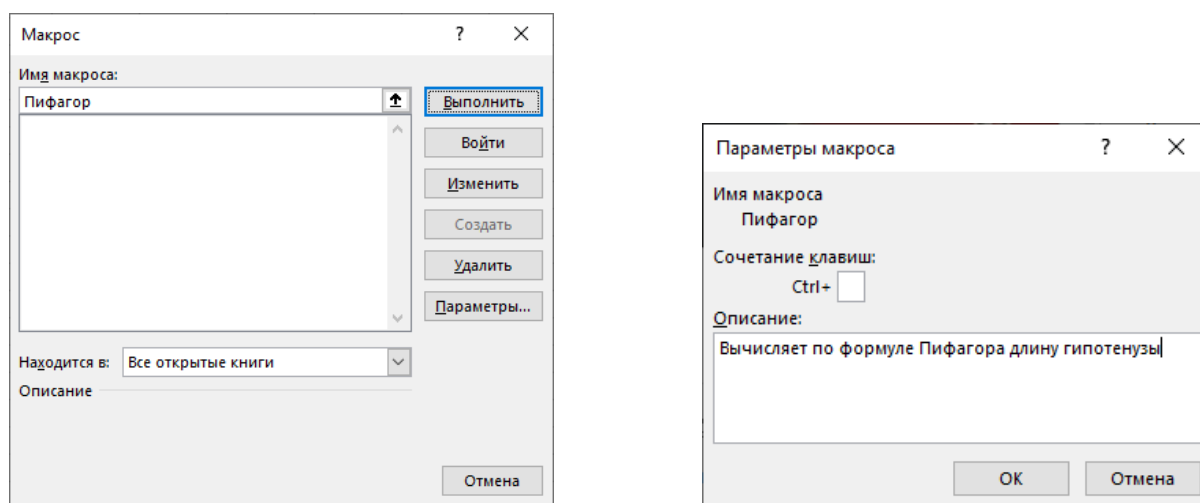 Макрос
Имя макроса:
Пифагор
Выполнить
Войти
Изменить
Создать
Удалить
Параметры...
Находится в: Все открытые книги
Описание
Отмена
Параметры макроса
Имя макроса
Пифагор
Сочетание клавиш:
Ctrl+
Описание:
Вычисляет по формуле Пифагора длину гипотенузы
ОК Отмена